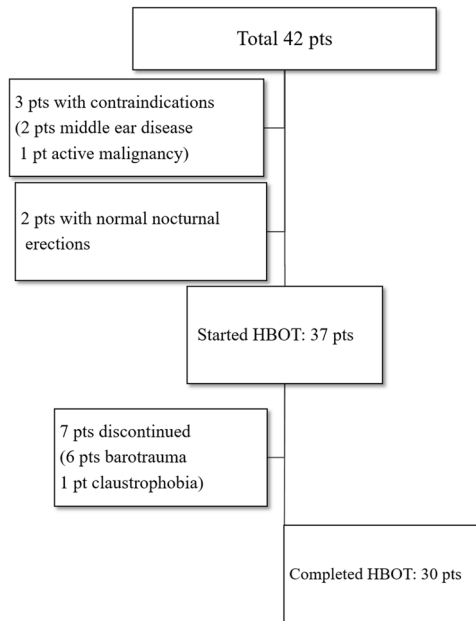 Total 42 pts
3 pts with contraindications
(2 pts middle ear disease
1 pt active malignancy)
2 pts with normal nocturnal
erections
Started HBOT: 37 pts
7 pts discontinued
(6 pts barotrauma
1 pt claustrophobia)
Completed HBOT: 30 pts